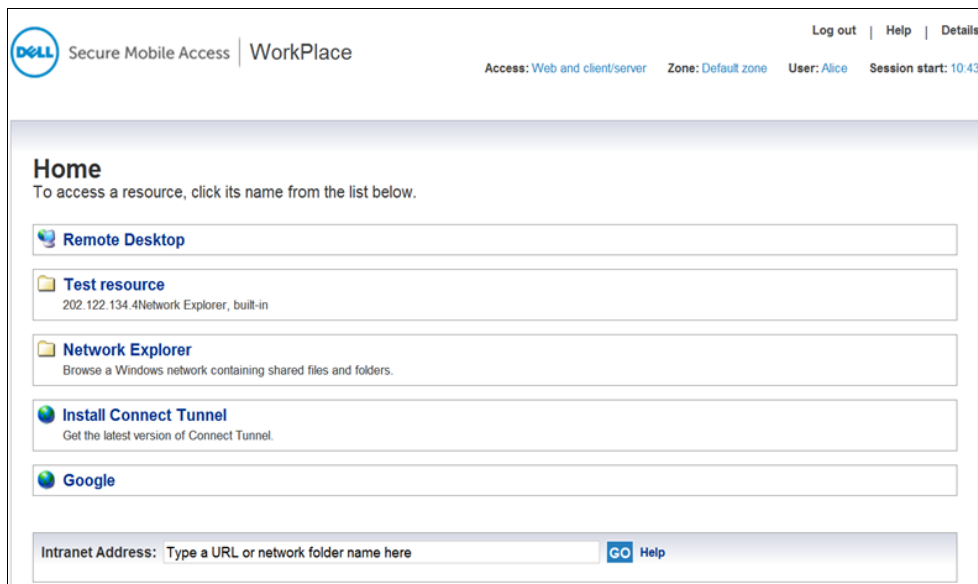 Log out | Help | Details
DELL Secure Mobile Access | WorkPlace
Access: Web and client/server Zone: Default zone User: Alice Session start: 10:43
Home
To access a resource, click its name from the list below.
Remote Desktop
Test resource
202.122.134.4Network Explorer, built-in
Network Explorer
Browse a Windows network containing shared files and folders.
Install Connect Tunnel
Get the latest version of Connect Tunnel.
Google
Intranet Address: Type a URL or network folder name here GO Help